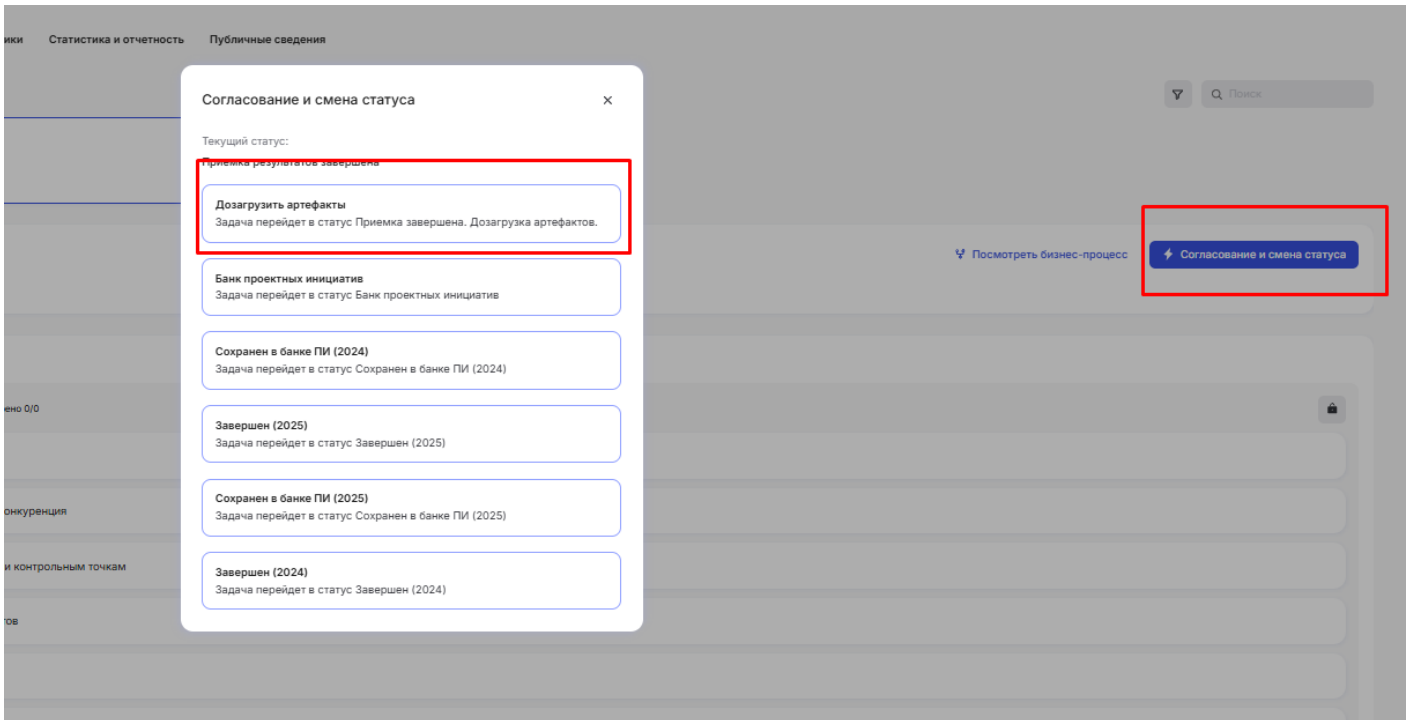 ики Статистика и отчетность Публичные сведения
Согласование и смена статуса
Поиск
Текущий статус:
Приемка результатов завершена
Дозагрузить артефакты
Задача перейдет в статус Приемка завершена. Дозагрузка артефактов.
Посмотреть бизнес-процесс
Согласование и смена статуса
Банк проектных инициатив
Задача перейдет в статус Банк проектных инициатив
Сохранен в банке ПИ (2024)
Задача перейдет в статус Сохранен в банке ПИ (2024)
ено 0/0
Завершен (2025)
Задача перейдет в статус Завершен (2025)
Сохранен в банке ПИ (2025)
Задача перейдет в статус Сохранен в банке ПИ (2025)
онкуренция
и контрольным точкам
Завершен (2024)
Задача перейдет в статус Завершен (2024)
тов